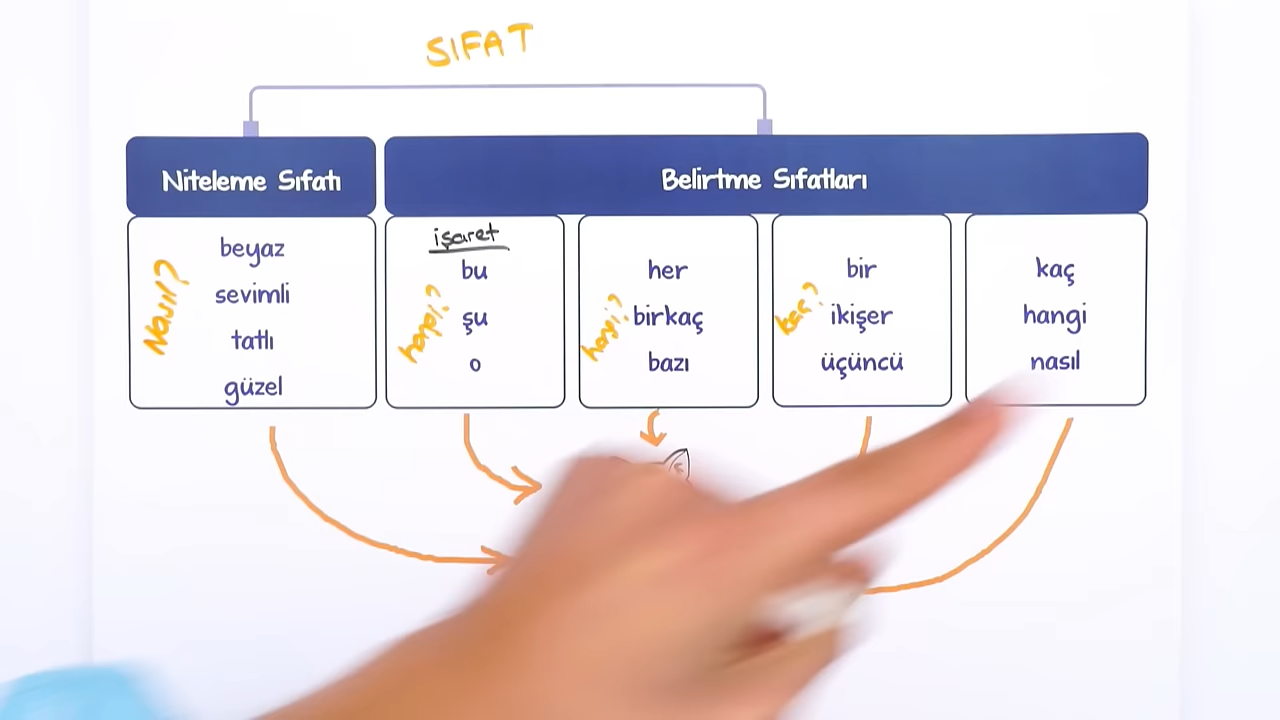 SIFAT
Niteleme Sıfatı
Belirtme Sıfatları
Nasıl?
beyaz
sevimli
tatlı
güzel
işaret
hangi?
bu
şu
o
hangi?
her
birkaç
bazı
kaç?
bir
ikişer
üçüncü
kaç
hangi
nasıl